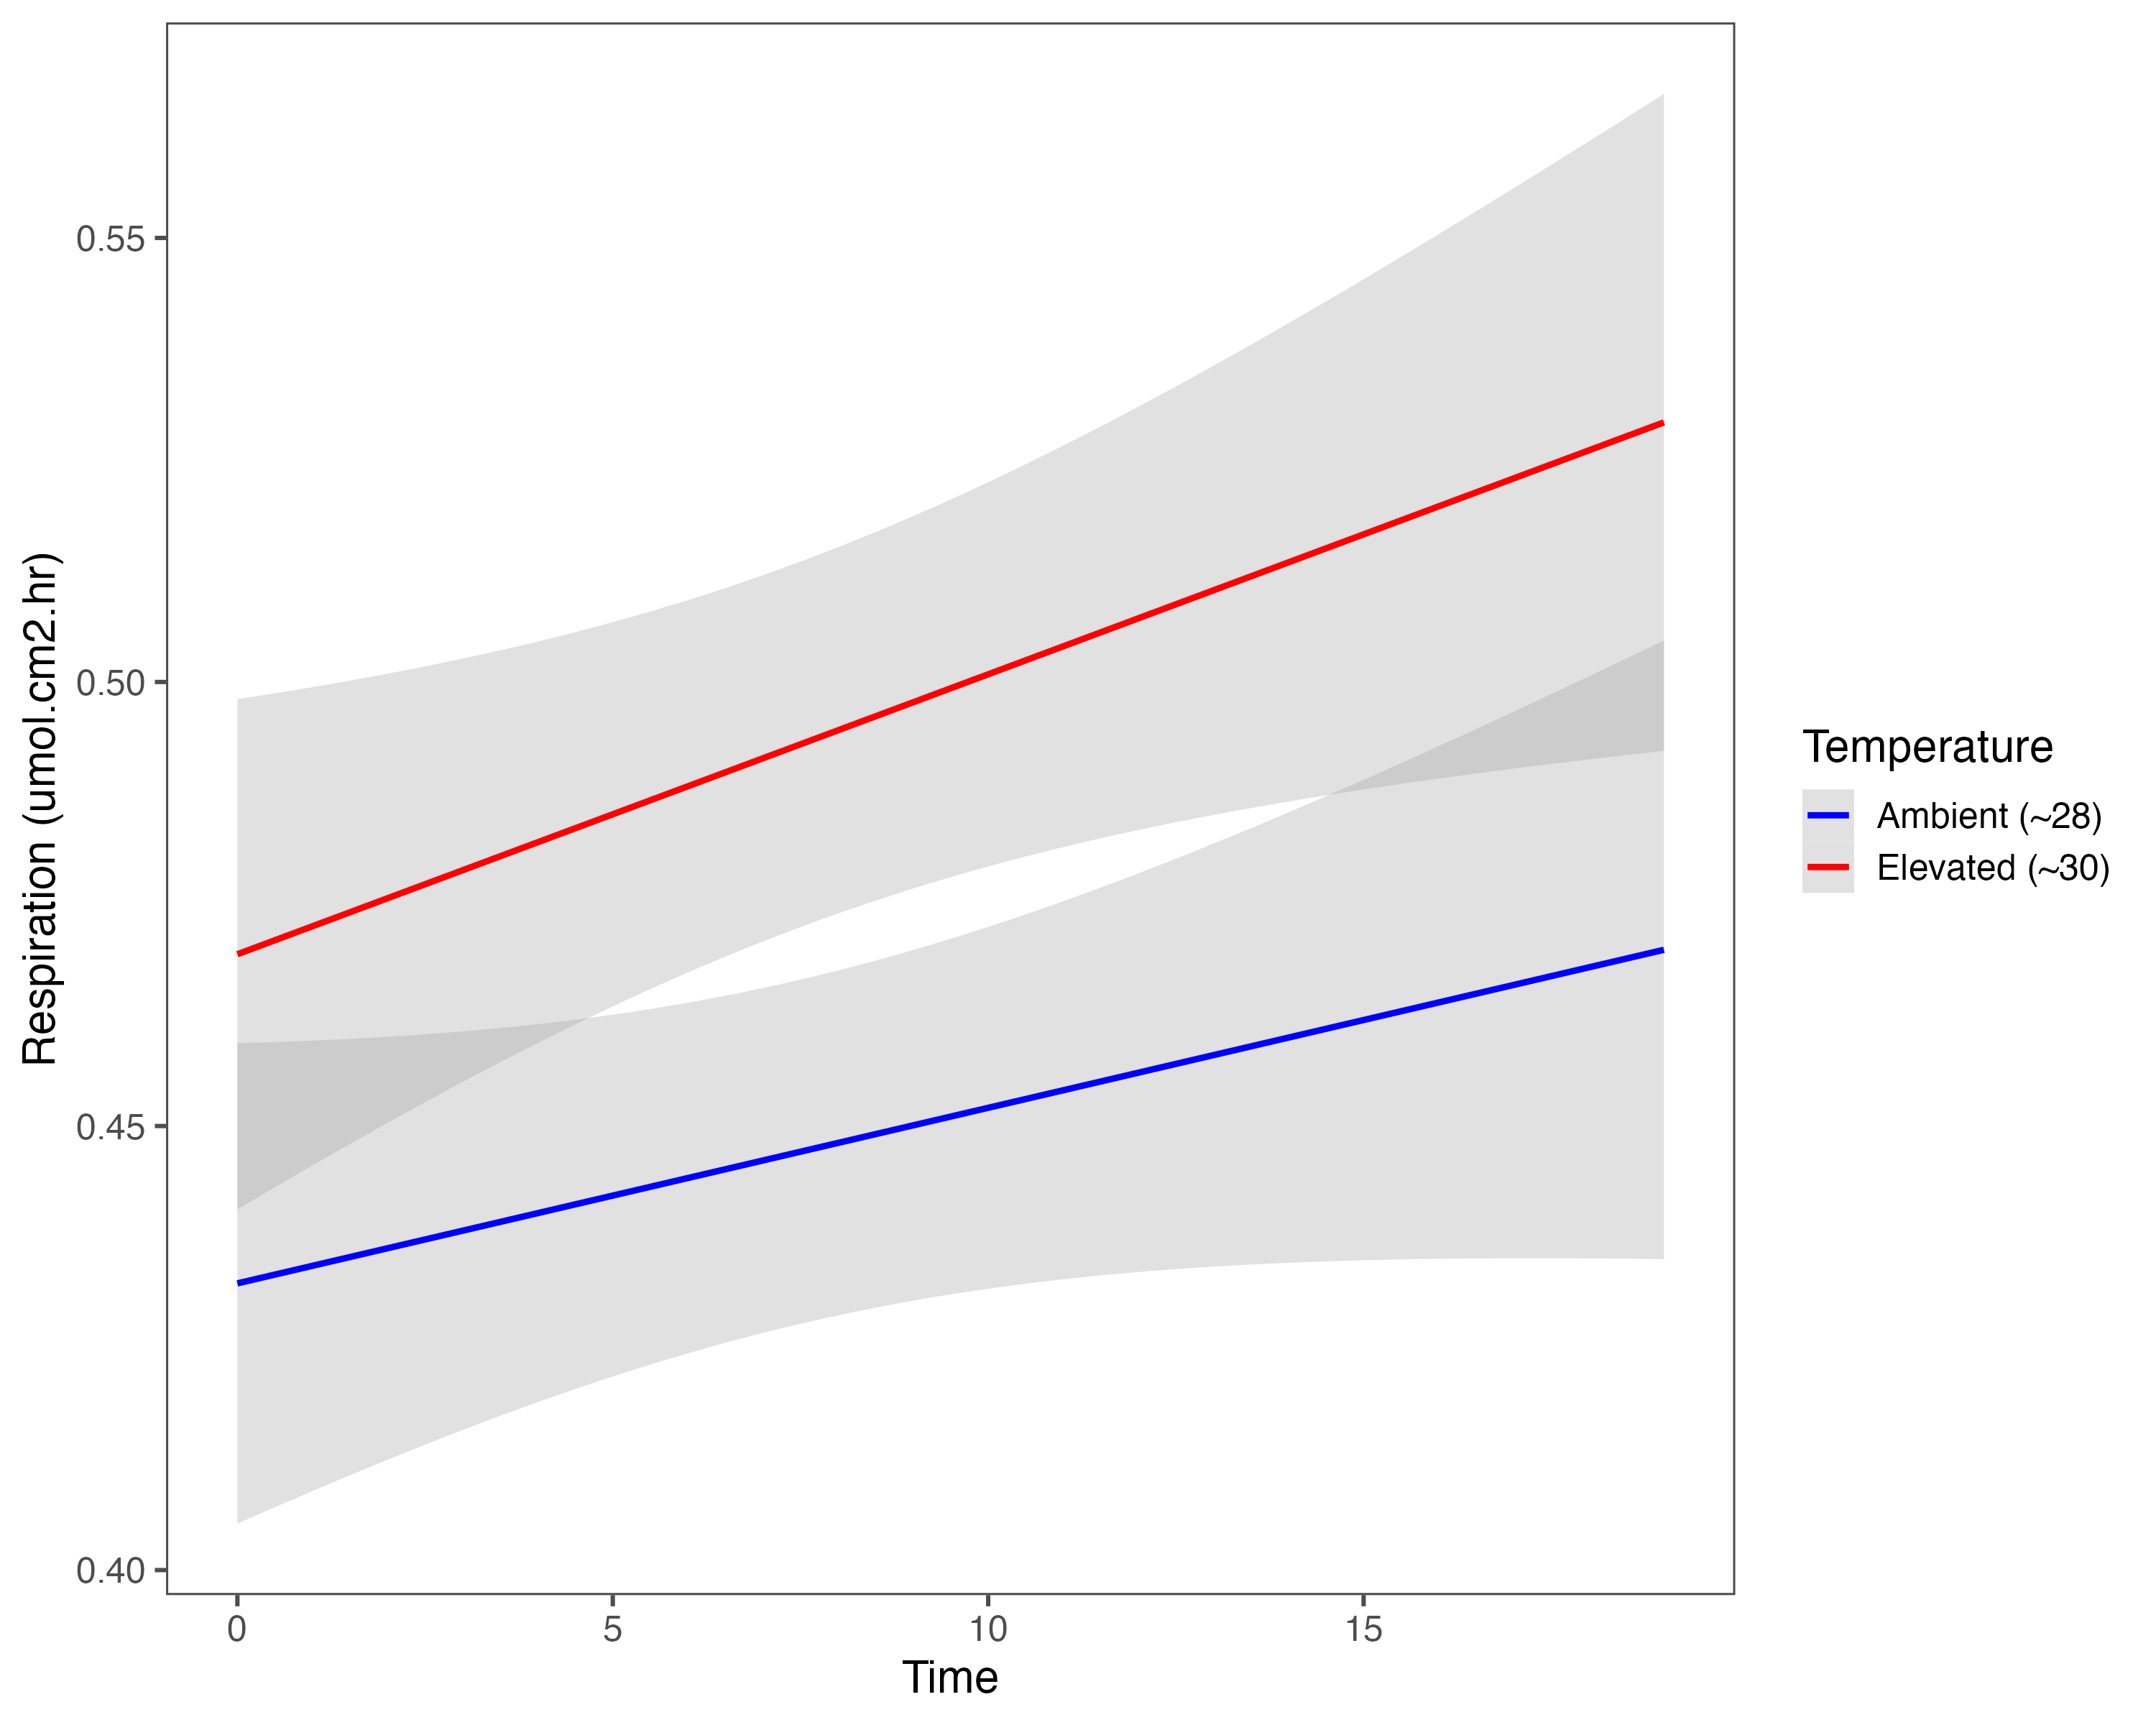 Respiration (umol.cm2.hr)
0.55
0.50
0.45
0.40
0
5
10
15
Time
Temperature
Ambient (~28)
Elevated (~30)